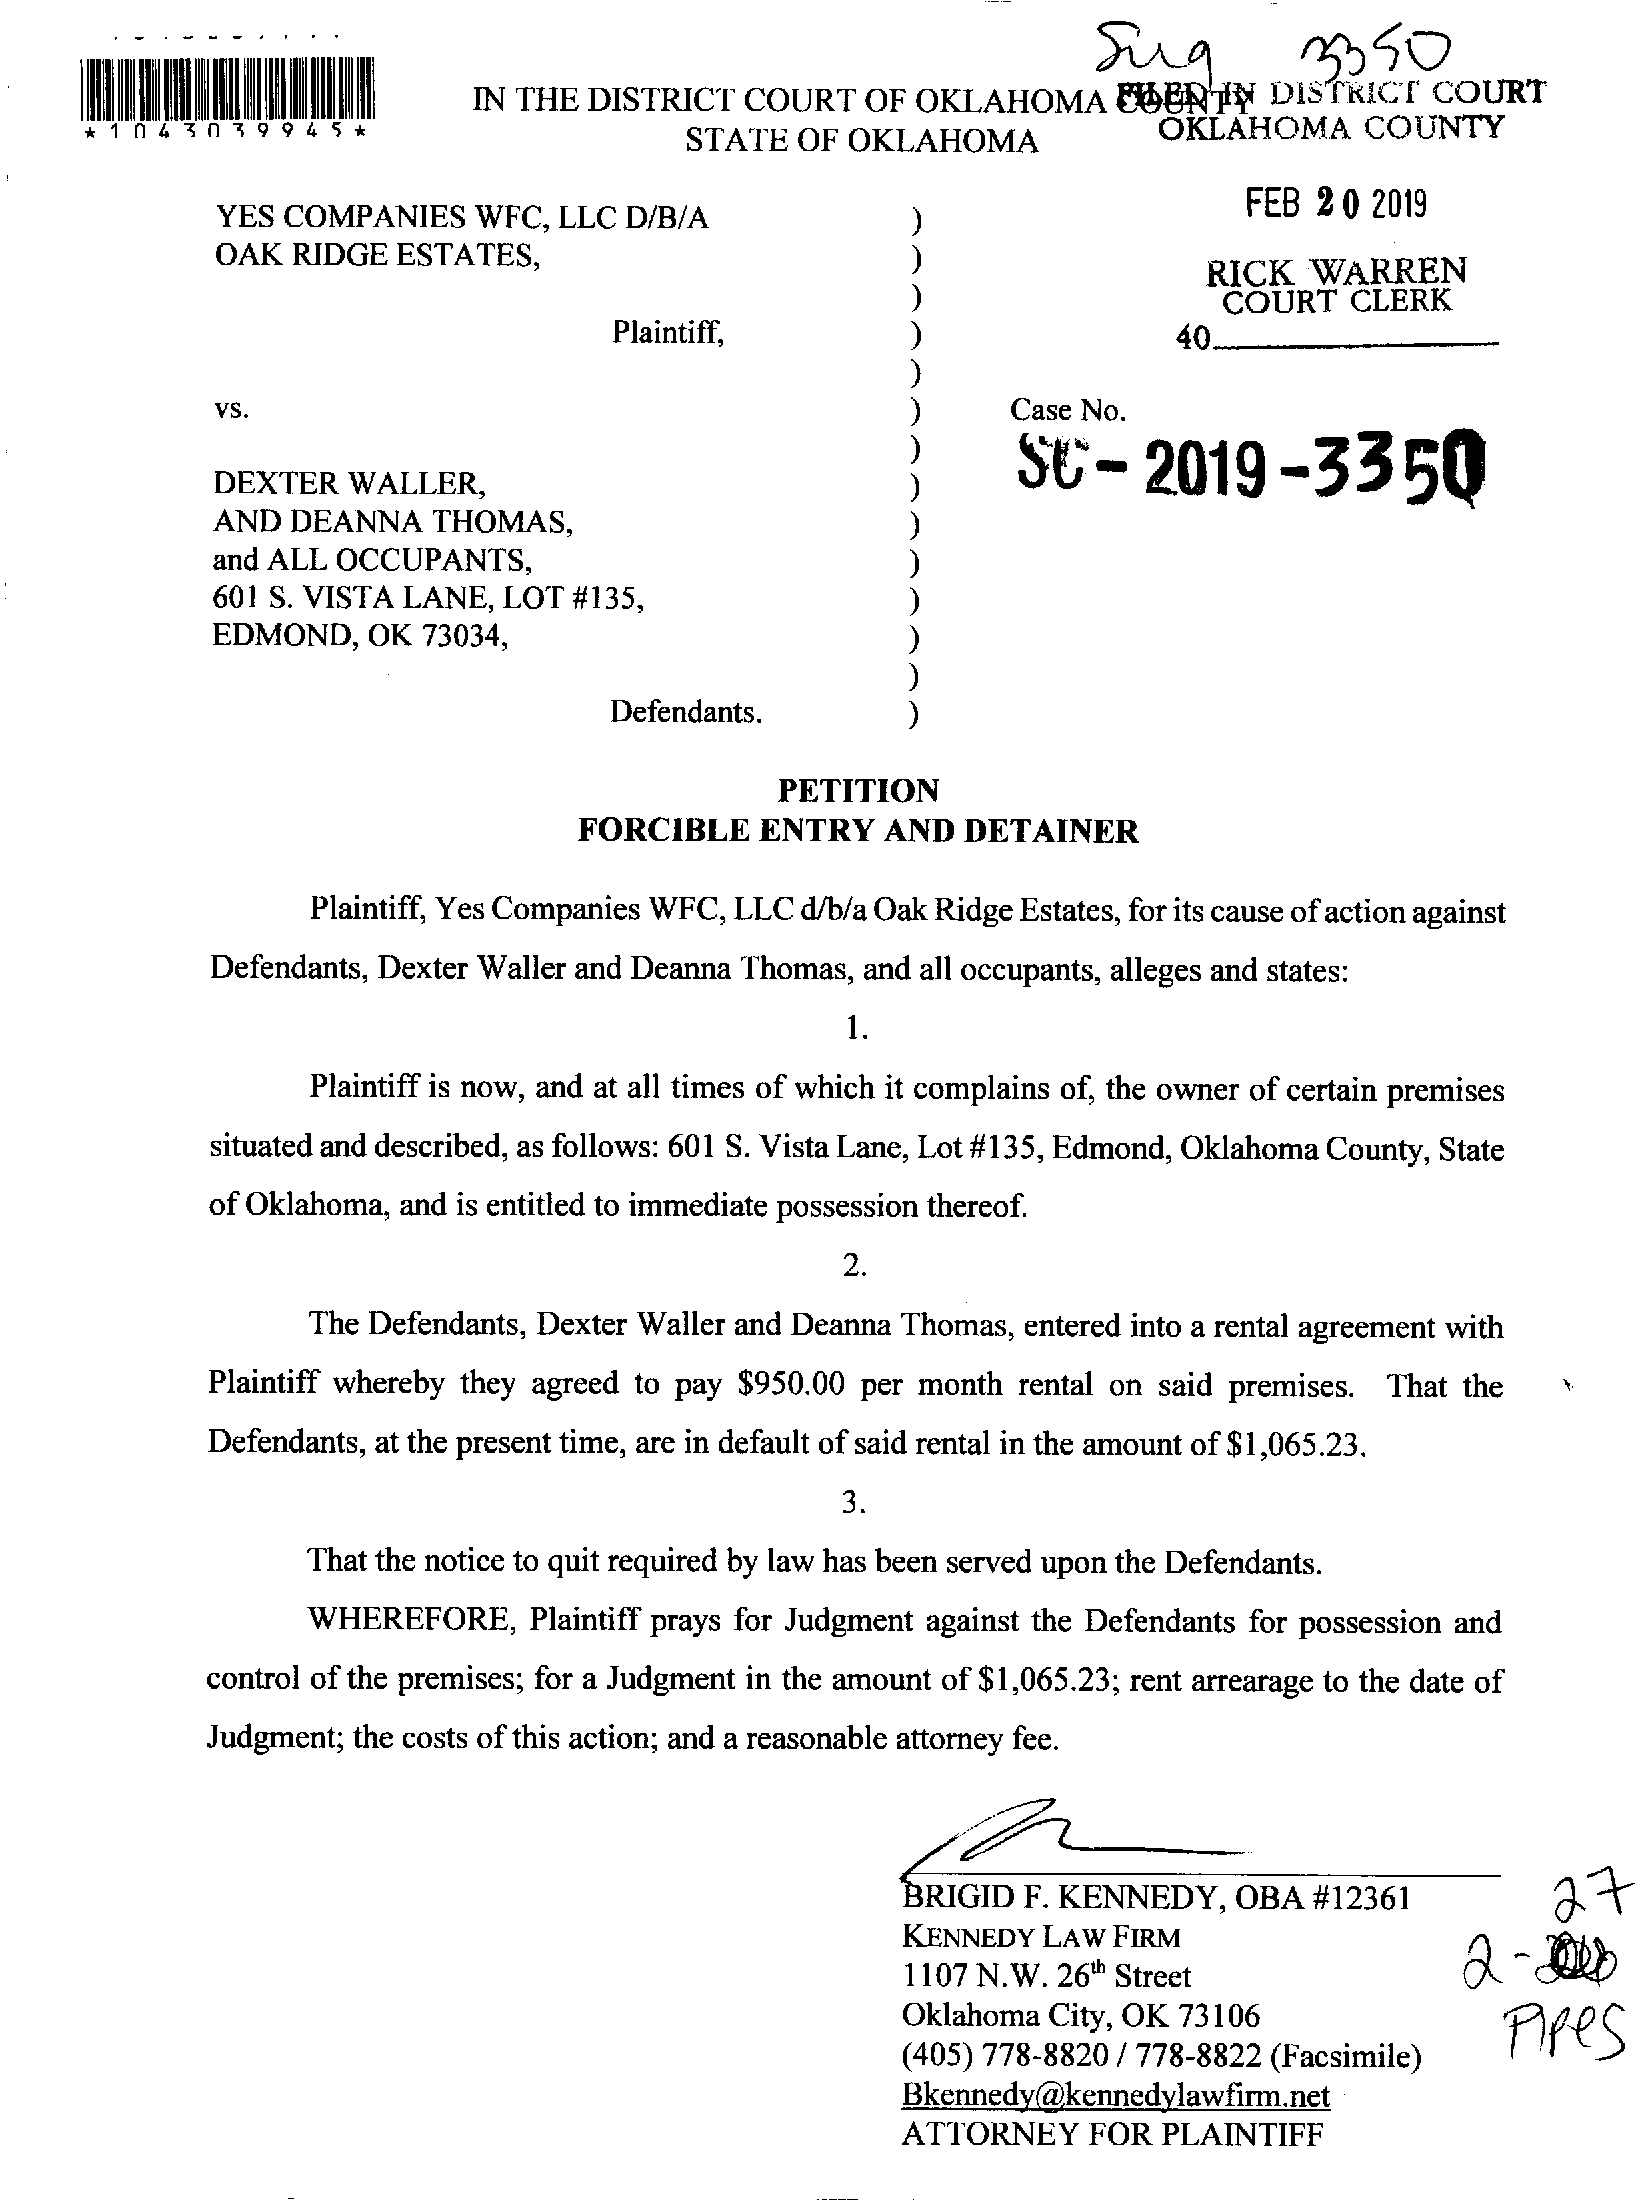 Sug 3350
*1043039945*
IN THE DISTRICT COURT OF OKLAHOMA COUNTY
STATE OF OKLAHOMA
FILED IN DISTRICT COURT
OKLAHOMA COUNTY
FEB 20 2019
RICK WARREN
COURT CLERK
40
YES COMPANIES WFC, LLC D/B/A )
OAK RIDGE ESTATES, )
)
Plaintiff, )
)
vs. ) Case No.
) SC-2019-3350
DEXTER WALLER, )
AND DEANNA THOMAS, )
and ALL OCCUPANTS, )
601 S. VISTA LANE, LOT #135, )
EDMOND, OK 73034, )
)
Defendants. )
PETITION
FORCIBLE ENTRY AND DETAINER
Plaintiff, Yes Companies WFC, LLC d/b/a Oak Ridge Estates, for its cause of action against
Defendants, Dexter Waller and Deanna Thomas, and all occupants, alleges and states:
1.
Plaintiff is now, and at all times of which it complains of, the owner of certain premises
situated and described, as follows: 601 S. Vista Lane, Lot #135, Edmond, Oklahoma County, State
of Oklahoma, and is entitled to immediate possession thereof.
2.
The Defendants, Dexter Waller and Deanna Thomas, entered into a rental agreement with
Plaintiff whereby they agreed to pay $950.00 per month rental on said premises. That the
Defendants, at the present time, are in default of said rental in the amount of $1,065.23.
3.
That the notice to quit required by law has been served upon the Defendants.
WHEREFORE, Plaintiff prays for Judgment against the Defendants for possession and
control of the premises; for a Judgment in the amount of $1,065.23; rent arrearage to the date of
Judgment; the costs of this action; and a reasonable attorney fee.
BRIGID F. KENNEDY, OBA #12361
KENNEDY LAW FIRM
1107 N.W. 26th Street
Oklahoma City, OK 73106
(405) 778-8820 / 778-8822 (Facsimile)
Bkennedy@kennedylawfirm.net
ATTORNEY FOR PLAINTIFF
27
2-
Pipes